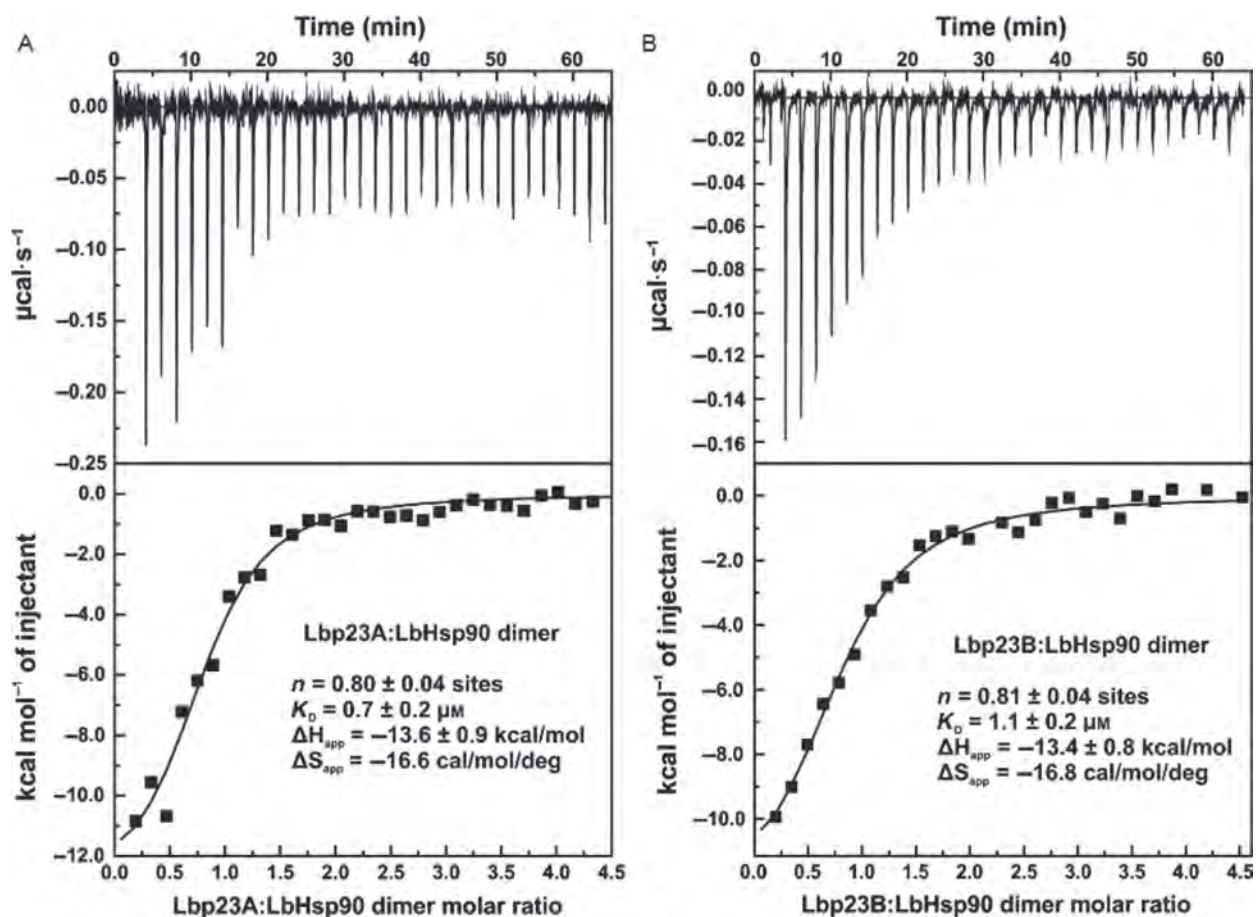 A
Time (min)
0 10 20 30 40 50 60
0.00
−0.05
−0.10
−0.15
−0.20
−0.25
µcal·s⁻¹
0.0
−2.0
−4.0
−6.0
−8.0
−10.0
−12.0
kcal mol⁻¹ of injectant
Lbp23A:LbHsp90 dimer
n = 0.80 ± 0.04 sites
K_D = 0.7 ± 0.2 µM
ΔH_app = −13.6 ± 0.9 kcal/mol
ΔS_app = −16.6 cal/mol/deg
0.0 0.5 1.0 1.5 2.0 2.5 3.0 3.5 4.0 4.5
Lbp23A:LbHsp90 dimer molar ratio
B
Time (min)
0 10 20 30 40 50 60
0.00
−0.02
−0.04
−0.06
−0.08
−0.10
−0.12
−0.14
−0.16
µcal·s⁻¹
0.0
−2.0
−4.0
−6.0
−8.0
−10.0
kcal mol⁻¹ of injectant
Lbp23B:LbHsp90 dimer
n = 0.81 ± 0.04 sites
K_D = 1.1 ± 0.2 µM
ΔH_app = −13.4 ± 0.8 kcal/mol
ΔS_app = −16.8 cal/mol/deg
0.0 0.5 1.0 1.5 2.0 2.5 3.0 3.5 4.0 4.5
Lbp23B:LbHsp90 dimer molar ratio